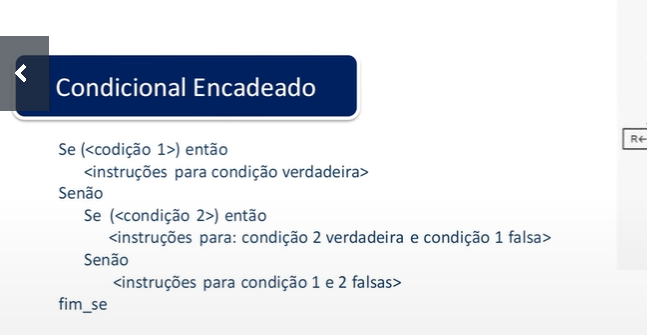 Condicional Encadeado
Se (<codição 1>) então
<instruções para condição verdadeira>
Senão
Se (<condição 2>) então
<instruções para: condição 2 verdadeira e condição 1 falsa>
Senão
<instruções para condição 1 e 2 falsas>
fim_se
R←